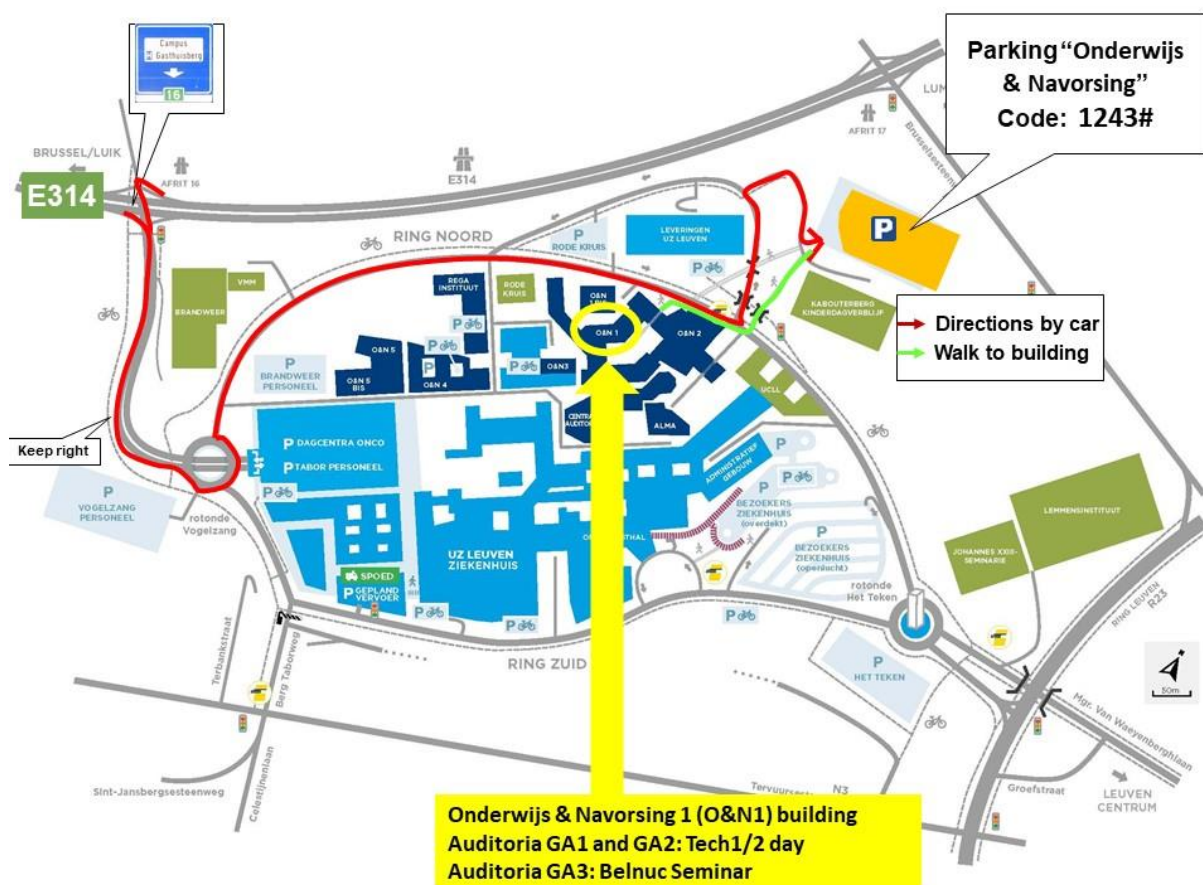 Campus
Gasthuisberg
16
Parking “Onderwijs
& Navorsing”
Code: 1243#
BRUSSEL/LUIK
AFRIT 16
E314
E314
AFRIT 17
RING NOORD
P
RODE KRUIS
LEVERINGEN
UZ LEUVEN
P
P
VMM
BRANDWEER
REGA
INSTITUUT
RODE
KRUIS
O&N 1
O&N 2
KABOUTERBERG
KINDERDAGVERBLIJF
Directions by car
Walk to building
P
P
P
P
P
BRANDWEER
PERSONEEL
O&N 5
O&N 5
BIS
O&N 4
O&N3
UCLL
ALMA
Keep right
P DAGCENTRA ONCO
P TABOR PERSONEEL
P
P
VOGELZANG
PERSONEEL
rotonde
Vogelzang
ADMINISTRATIEF
GEBOUW
P
P
BEZOEKERS
ZIEKENHUIS
(overdekt)
P
BEZOEKERS
ZIEKENHUIS
(openlucht)
LEMMENSINSTITUUT
JOHANNES XXIII-
SEMINARIE
UZ LEUVEN
ZIEKENHUIS
SPOED
P GEPLAND
VERVOER
P
P
P
P
rotonde
Het Teken
RING LEUVEN
R23
Terbankstraat
Berg Taborweg
RING ZUID
P
HET TEKEN
50m
Mgr. Van Waeyenberghlaan
Sint-Jansbergsesteenweg
Celestijnenlaan
N3
Groefstraat
LEUVEN
CENTRUM
Onderwijs & Navorsing 1 (O&N1) building
Auditoria GA1 and GA2: Tech1/2 day
Auditoria GA3: Belnuc Seminar